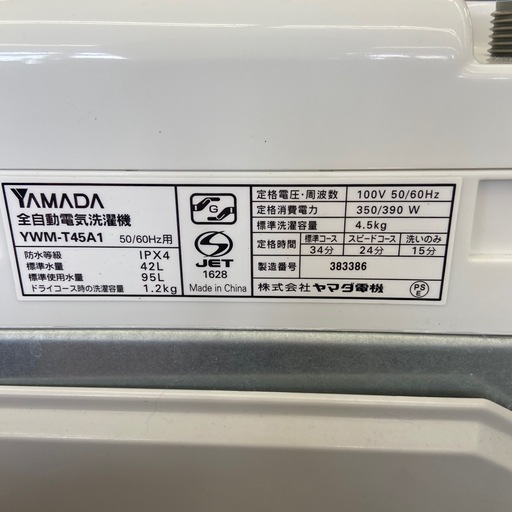 YAMADA
全自動電気洗濯機
YWM-T45A1 50/60Hz用
防水等級 IPX4
標準水量 42L
標準使用水量 95L
ドライコース時の洗濯容量 1.2kg
G
S
JET
1628
Made in China
定格電圧・周波数 100V 50/60Hz
定格消費電力 350/390 W
標準洗濯容量 4.5kg
定格時間 標準コース スピードコース 洗いのみ
34分 24分 15分
製造番号 383386
株式会社ヤマダ電機
PS
E